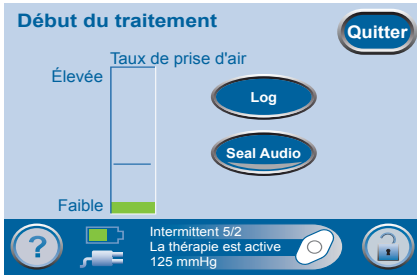 Début du traitement
Quitter
Taux de prise d'air
Élevée
Log
Seal Audio
Faible
?
Intermittent 5/2
La thérapie est active
125 mmHg